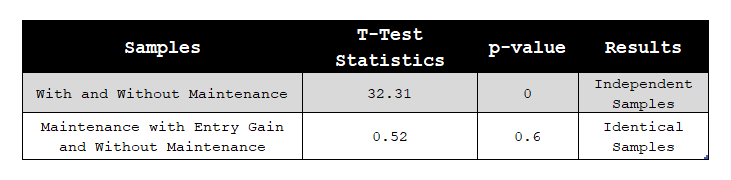 Samples
T-Test
Statistics
p-value
Results
With and Without Maintenance
32.31
0
Independent
Samples
Maintenance with Entry Gain
and Without Maintenance
0.52
0.6
Identical
Samples